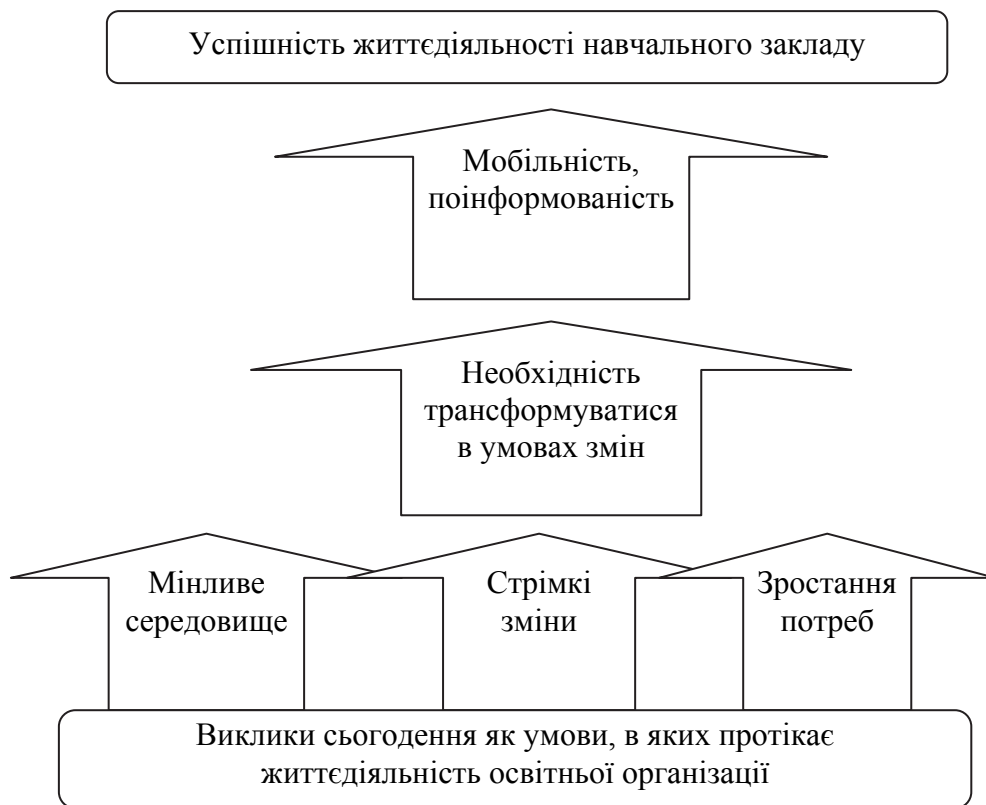 Успішність життєдіяльності навчального закладу
Мобільність,
поінформованість
Необхідність
трансформуватися
в умовах змін
Мінливе
середовище
Стрімкі
зміни
Зростання
потреб
Виклики сьогодення як умови, в яких протікає
життєдіяльність освітньої організації